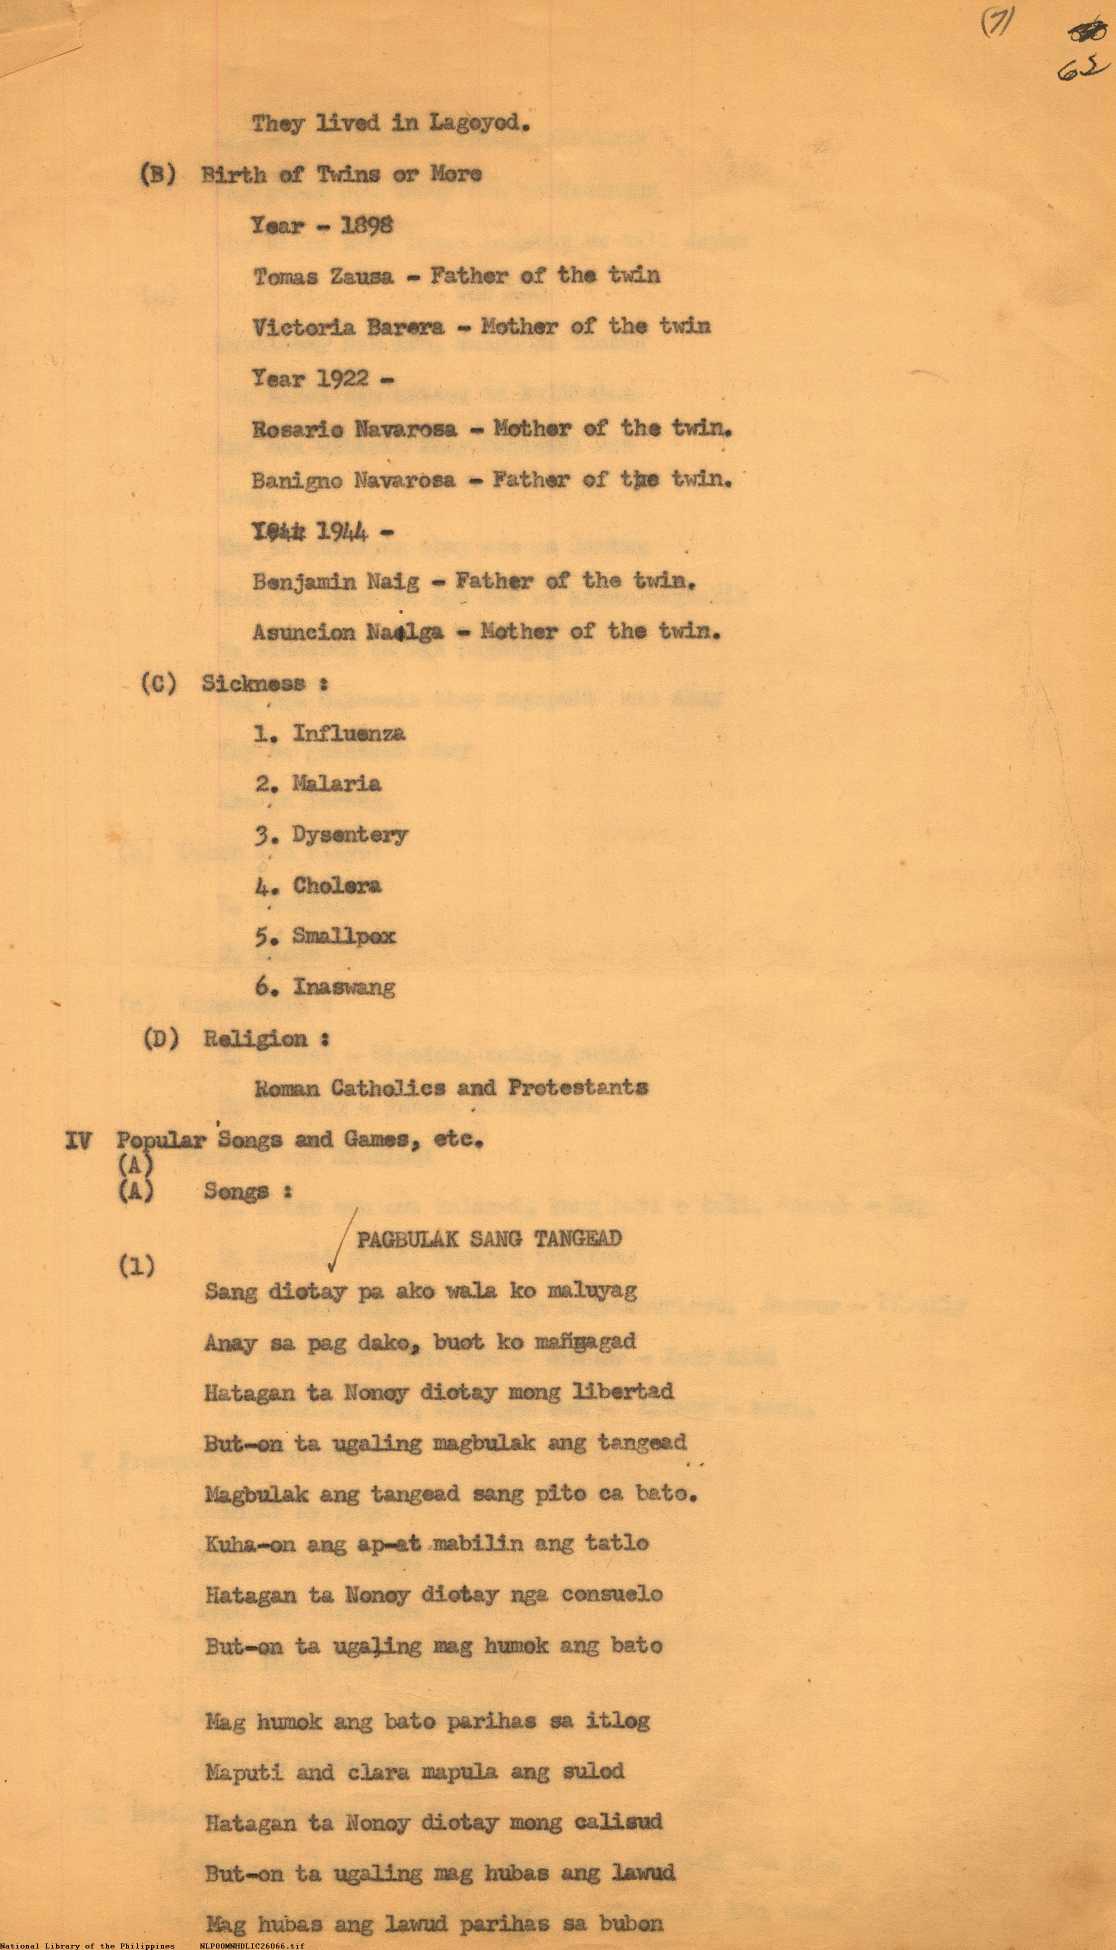 (7)
62
They lived in Lagoyod.
(B) Birth of Twins or More
Year - 1898
Tomas Zausa - Father of the twin
Victoria Barera - Mother of the twin
Year 1922 -
Rosario Navarosa - Mother of the twin.
Banigno Navarosa - Father of the twin.
1944 -
Benjamin Naig - Father of the twin.
Asuncion Naelga - Mother of the twin.
(C) Sickness :
1. Influenza
2. Malaria
3. Dysentery
4. Cholera
5. Smallpox
6. Inaswang
(D) Religion :
Roman Catholics and Protestants
IV Popular Songs and Games, etc.
(A)
(A) Songs :
PAGBULAK SANG TANGEAD
(1)
Sang diotay pa ako wala ko maluyag
Anay sa pag dako, buot ko mañgagad
Hatagan ta Nonoy diotay mong libertad
But-on ta ugaling magbulak ang tangead
Magbulak ang tangead sang pito ca bato.
Kuha-on ang ap-at mabilin ang tatlo
Hatagan ta Nonoy diotay nga consuelo
But-on ta ugaling mag humok ang bato
Mag humok ang bato parihas sa itlog
Maputi and clara mapula ang sulod
Hatagan ta Nonoy diotay mong calisud
But-on ta ugaling mag hubas ang lawud
Mag hubas ang lawud parihas sa bubon
National Library of the Philippines NLPOOMNHDLIC26066.tif